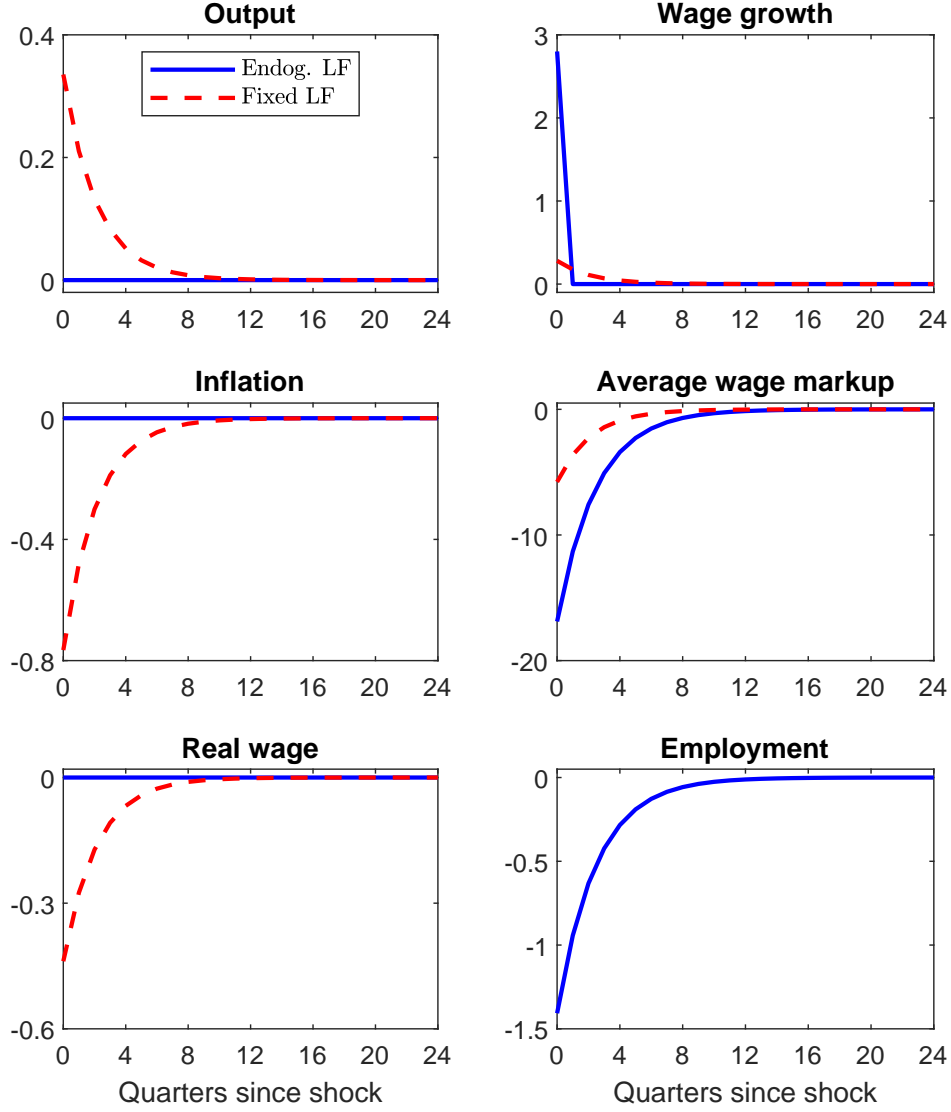 Output
0.4
0.2
0
0 4 8 12 16 20 24
Endog. LF
Fixed LF
Wage growth
3
2
1
0
0 4 8 12 16 20 24
Inflation
0
-0.4
-0.8
0 4 8 12 16 20 24
Average wage markup
0
-10
-20
0 4 8 12 16 20 24
Real wage
0
-0.3
-0.6
0 4 8 12 16 20 24
Quarters since shock
Employment
0
-0.5
-1
-1.5
0 4 8 12 16 20 24
Quarters since shock